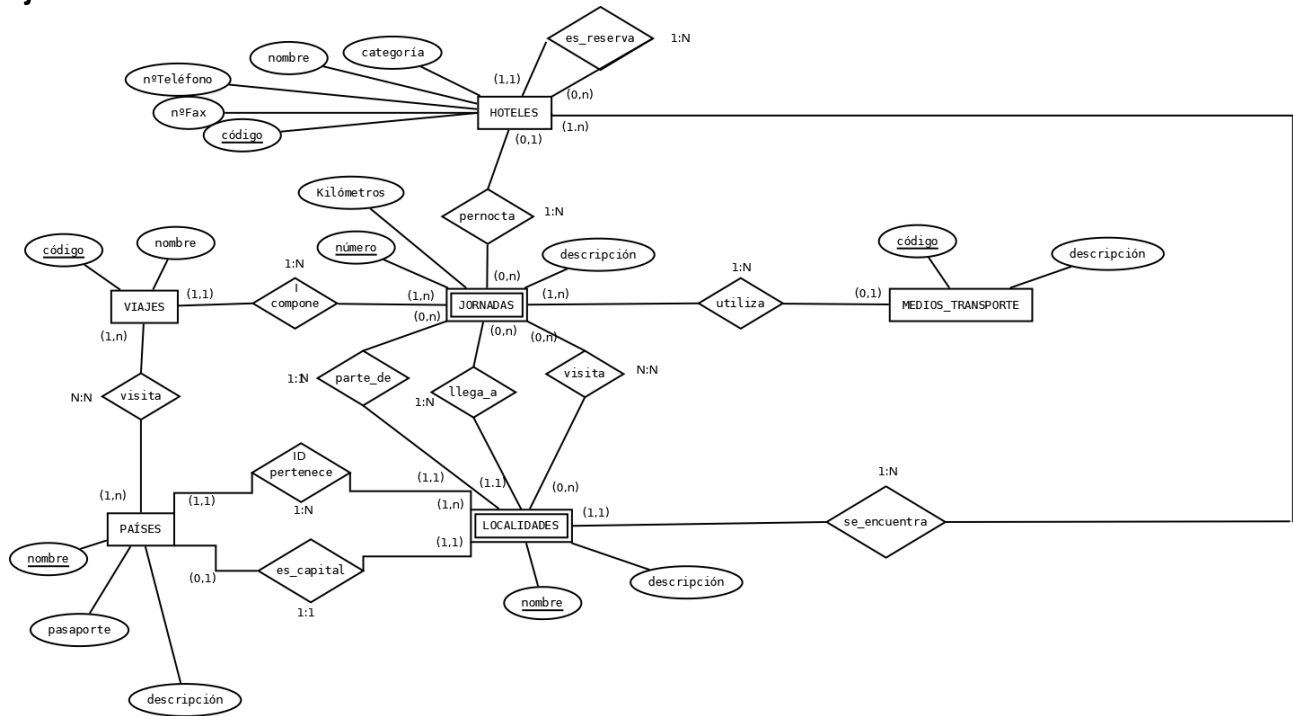 es_reserva
1:N
categoría
nombre
(1,1)
nºTeléfono
(0,n)
nºFax
HOTELES
(1.n)
código
(0,1)
Kilómetros
pernocta
1:N
código
nombre
número
descripción
código
descripción
1:N
(0,n)
1:N
I
compone
VIAJES
(1,1)
(1,n)
JORNADAS
(1,n)
utiliza
(0,1)
MEDIOS_TRANSPORTE
(0,n)
(0,n)
(0,n)
(1,n)
N:N
visita
1:1N
parte_de
1:N
llega_a
visita
N:N
ID
pertenece
1:N
(1,1)
(1,1)
(1.1)
(0,n)
(1,n)
(1,n)
PAÍSES
LOCALIDADES
(1,1)
1:N
se_encuentra
(1,1)
nombre
(0,1)
es_capital
1:1
descripción
nombre
pasaporte
descripción